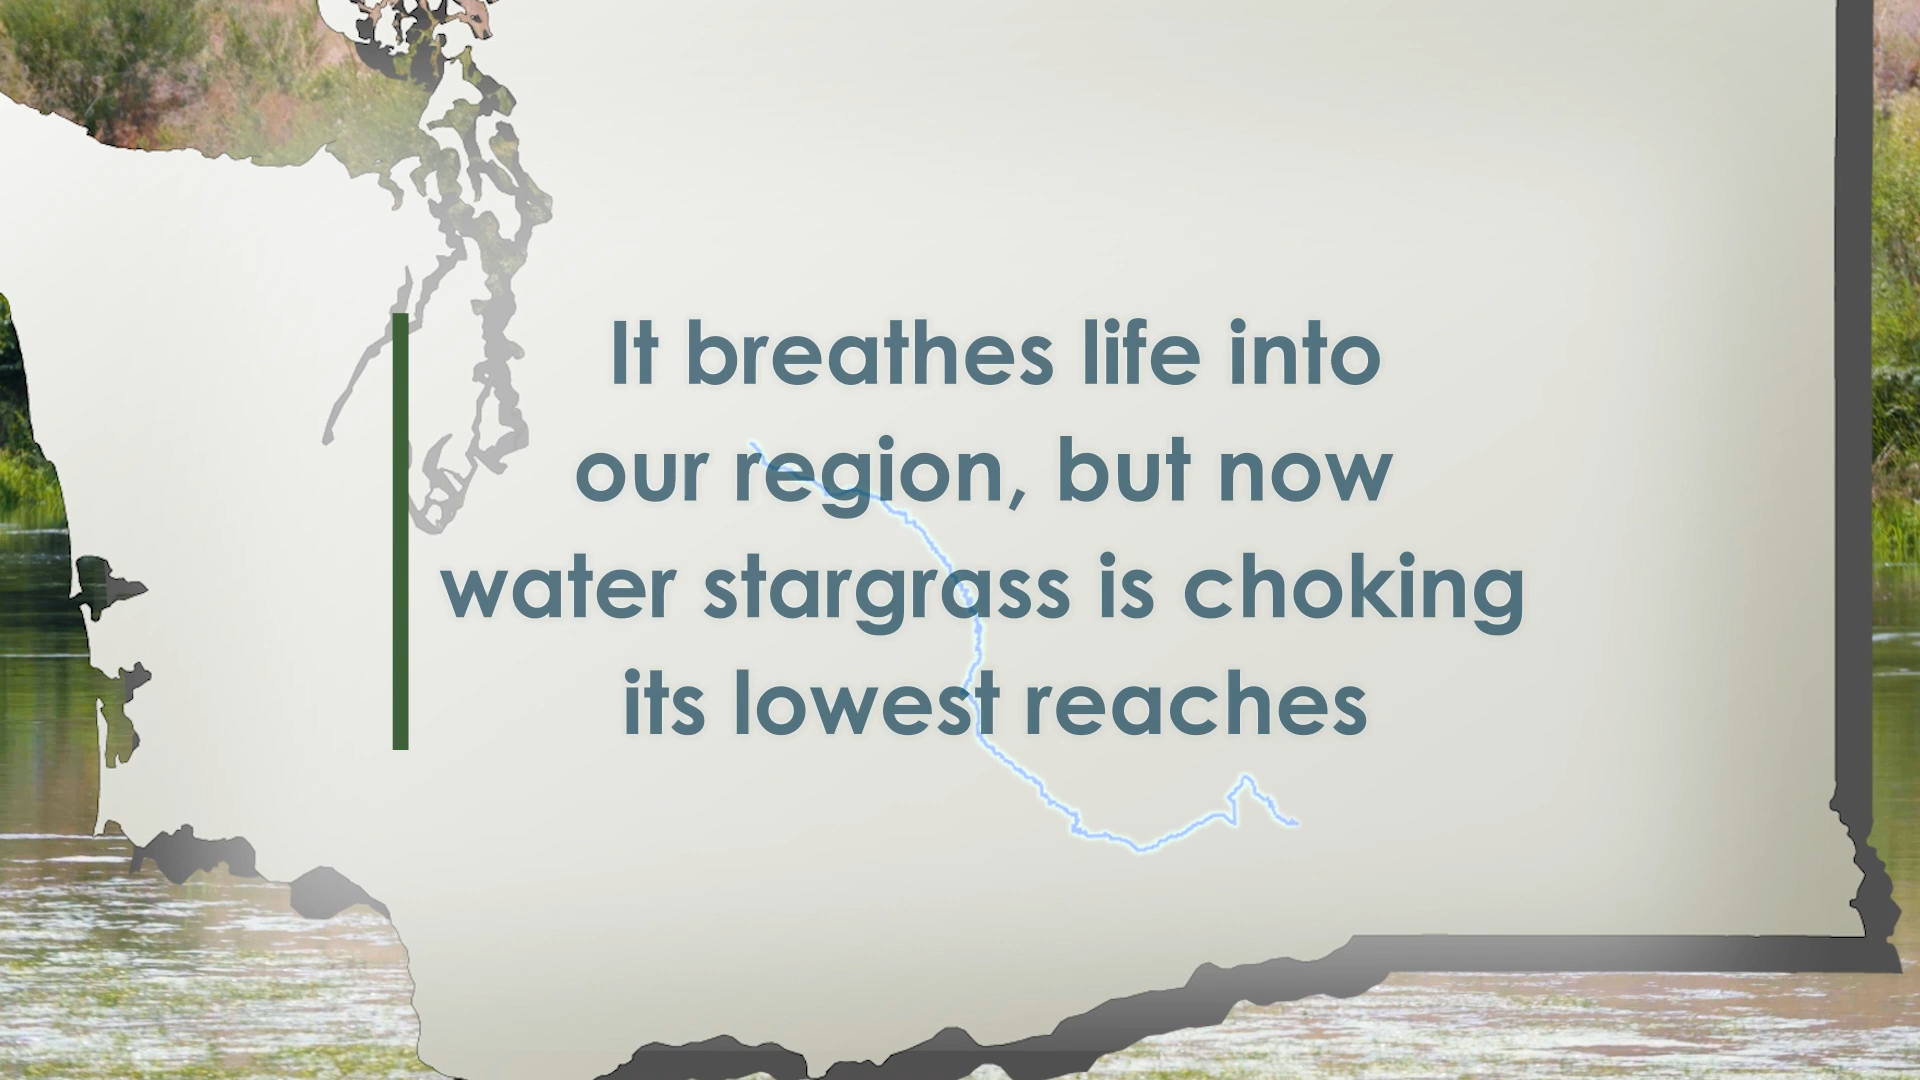 It breathes life into
our region, but now
water stargrass is choking
its lowest reaches